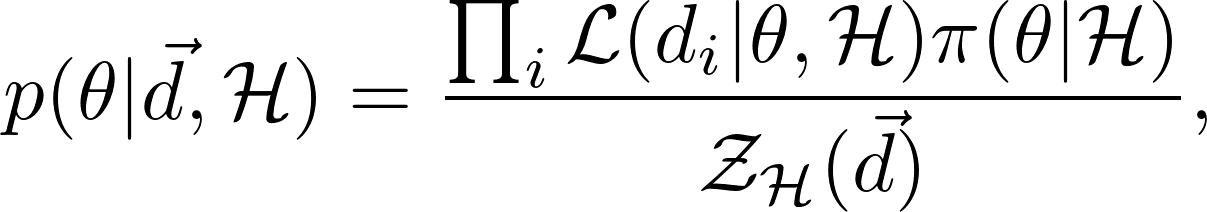 p(θ|d⃗, ℋ) = ∏ᵢ ℒ(dᵢ|θ, ℋ)π(θ|ℋ) / 𝒵_ℋ(d⃗) ,